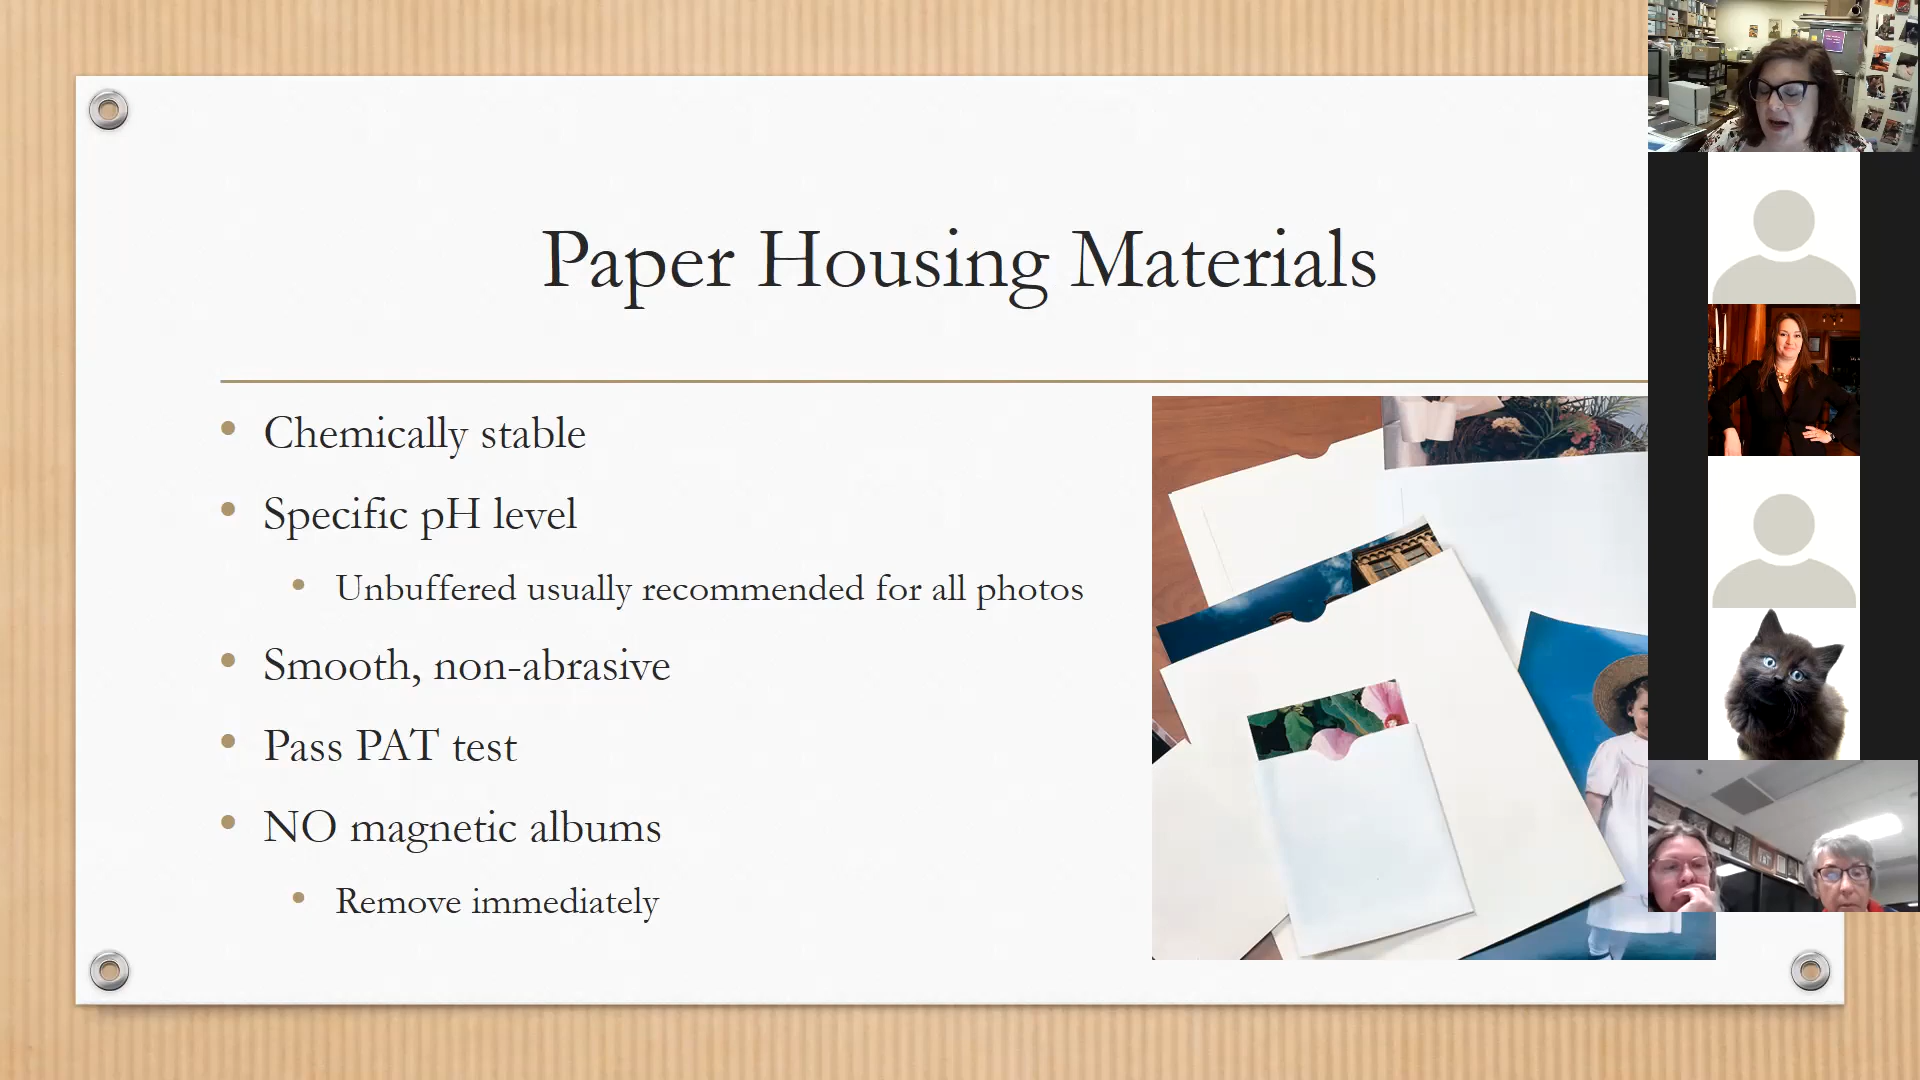 Paper Housing Materials
Chemically stable
Specific pH level
Unbuffered usually recommended for all photos
Smooth, non-abrasive
Pass PAT test
NO magnetic albums
Remove immediately